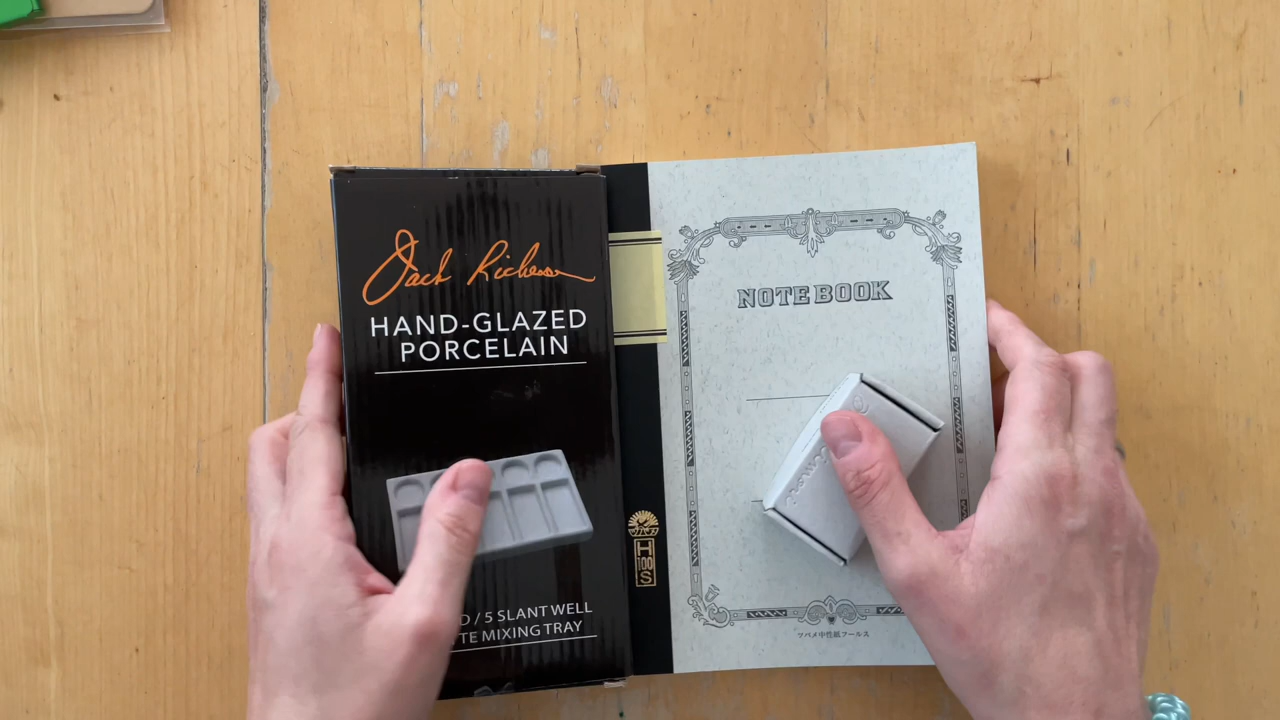 Jack Richeson
HAND-GLAZED
PORCELAIN
/ 5 SLANT WELL
MIXING TRAY
NOTE BOOK
H
100
S
ツバメ中性紙フールス